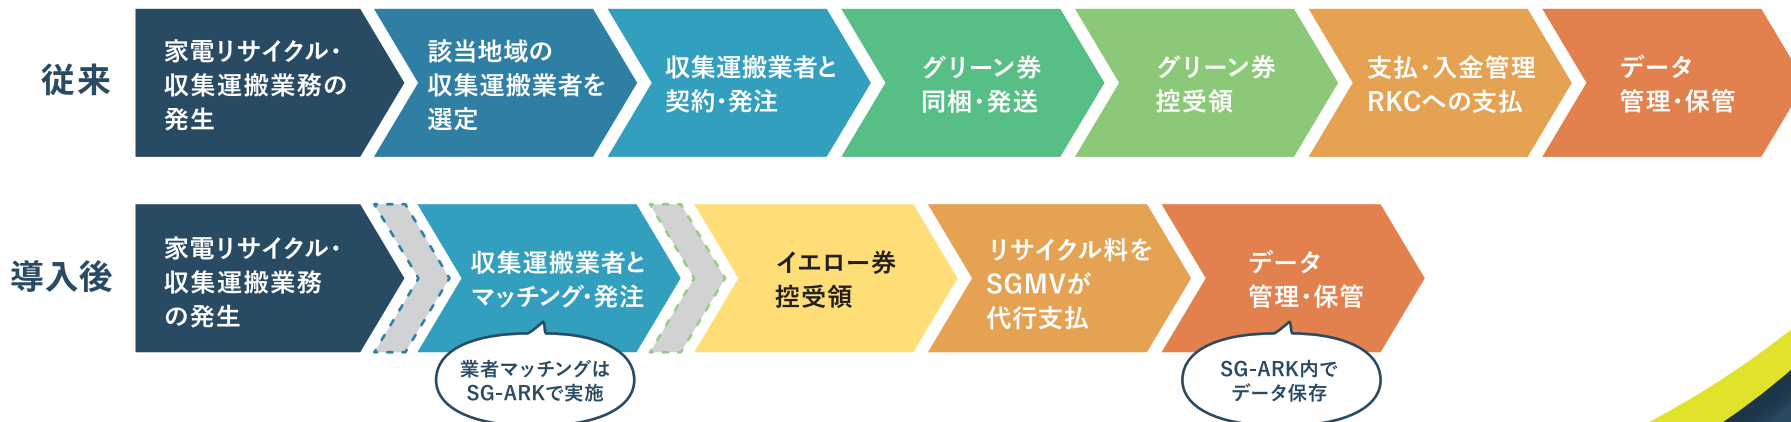 従来
家電リサイクル・
収集運搬業務の
発生
該当地域の
収集運搬業者を
選定
収集運搬業者と
契約・発注
グリーン券
同梱・発送
グリーン券
控受領
支払・入金管理
RKCへの支払
データ
管理・保管
導入後
家電リサイクル・
収集運搬業務
の発生
収集運搬業者と
マッチング・発注
業者マッチングは
SG-ARKで実施
イエロー券
控受領
リサイクル料を
SGMVが
代行支払
データ
管理・保管
SG-ARK内で
データ保存